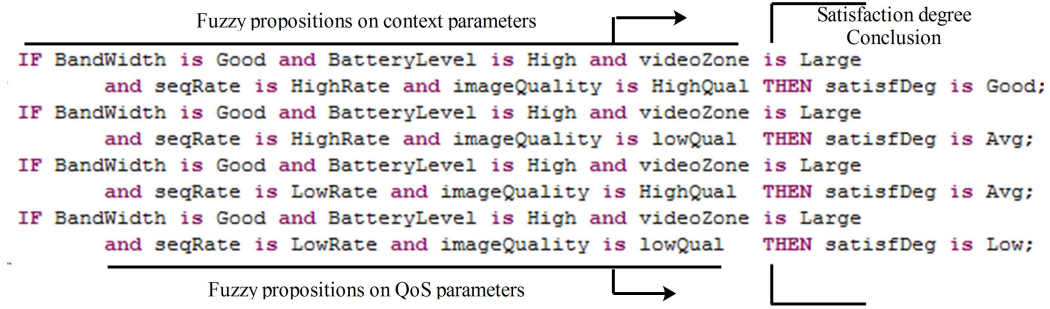 Fuzzy propositions on context parameters
Satisfaction degree
Conclusion
IF BandWidth is Good and BatteryLevel is High and videoZone is Large
and seqRate is HighRate and imageQuality is HighQual THEN satisfDeg is Good;
IF BandWidth is Good and BatteryLevel is High and videoZone is Large
and seqRate is HighRate and imageQuality is lowQual THEN satisfDeg is Avg;
IF BandWidth is Good and BatteryLevel is High and videoZone is Large
and seqRate is LowRate and imageQuality is HighQual THEN satisfDeg is Avg;
IF BandWidth is Good and BatteryLevel is High and videoZone is Large
and seqRate is LowRate and imageQuality is lowQual THEN satisfDeg is Low;
Fuzzy propositions on QoS parameters